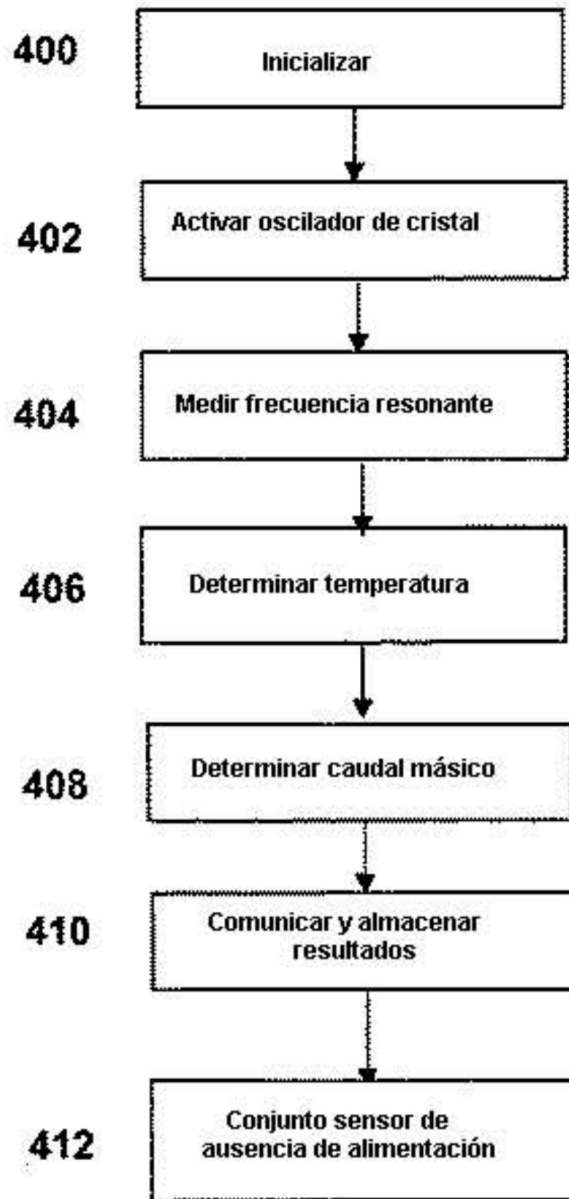 400
Inicializar
402
Activar oscilador de cristal
404
Medir frecuencia resonante
406
Determinar temperatura
408
Determinar caudal másico
410
Comunicar y almacenar
resultados
412
Conjunto sensor de
ausencia de alimentación